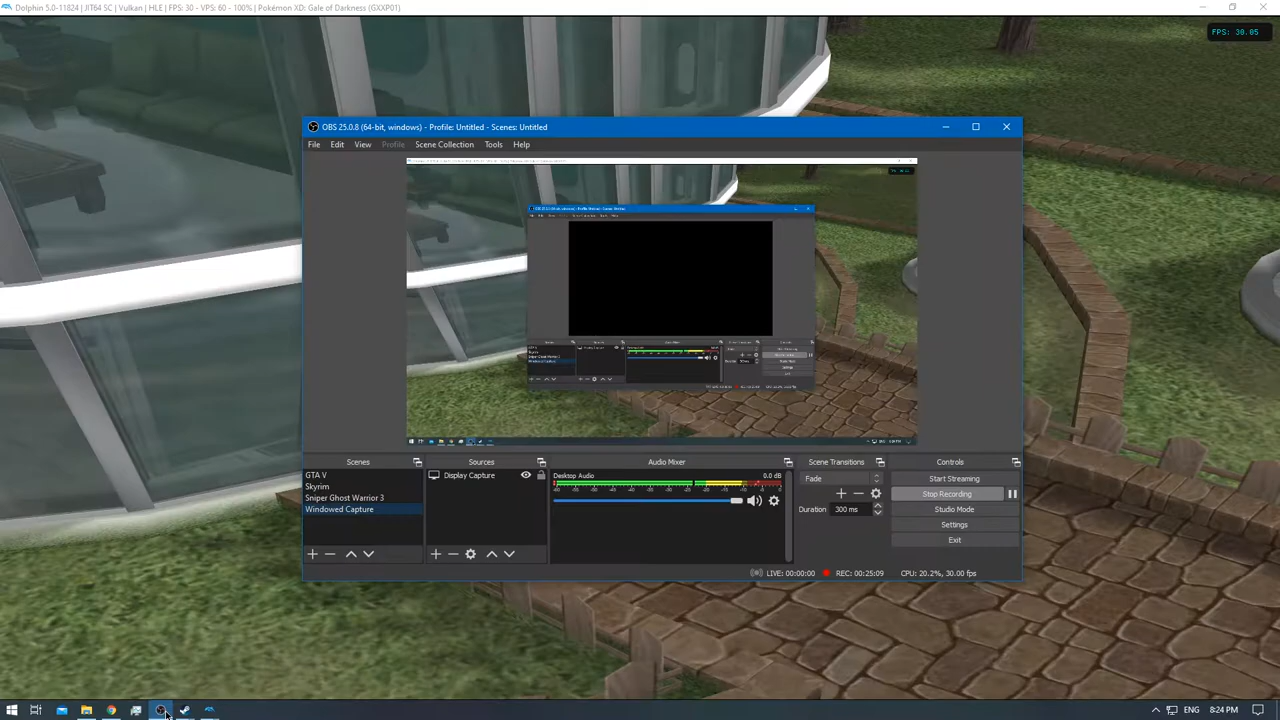 Dolphin 5.0-11824 | JIT64 SC | Vulkan | HLE | FPS: 30 - VPS: 60 - 100% | Pokémon XD: Gale of Darkness (GXXP01)
FPS: 30.05
OBS 25.0.8 (64-bit, windows) - Profile: Untitled - Scenes: Untitled
File Edit View Profile Scene Collection Tools Help
Scenes Sources Audio Mixer Scene Transitions Controls
GTA V
Skyrim
Sniper Ghost Warrior 3
Windowed Capture
Display Capture
Desktop Audio 0.0 dB
Fade
Duration 300 ms
Start Streaming
Stop Recording
Studio Mode
Settings
Exit
LIVE: 00:00:00 REC: 00:25:09 CPU: 20.2%, 30.00 fps
ENG 8:24 PM